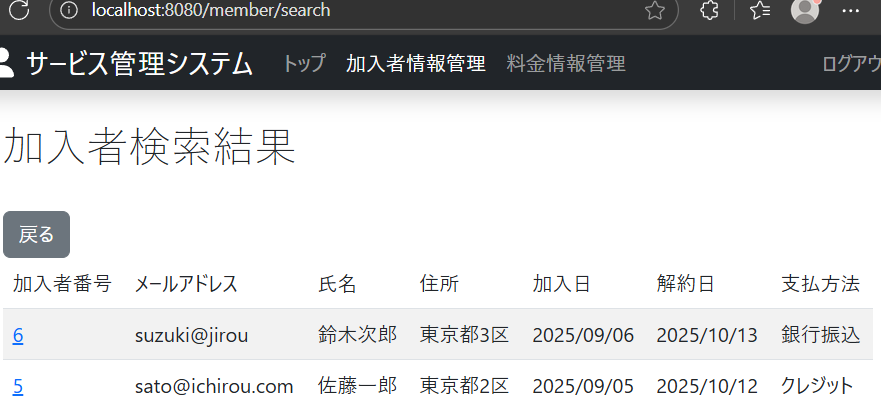 localhost:8080/member/search
サービス管理システム トップ 加入者情報管理 料金情報管理 ログアウ
加入者検索結果
戻る
加入者番号 メールアドレス 氏名 住所 加入日 解約日 支払方法
6 suzuki@jirou 鈴木次郎 東京都3区 2025/09/06 2025/10/13 銀行振込
5 sato@ichirou.com 佐藤一郎 東京都2区 2025/09/05 2025/10/12 クレジット